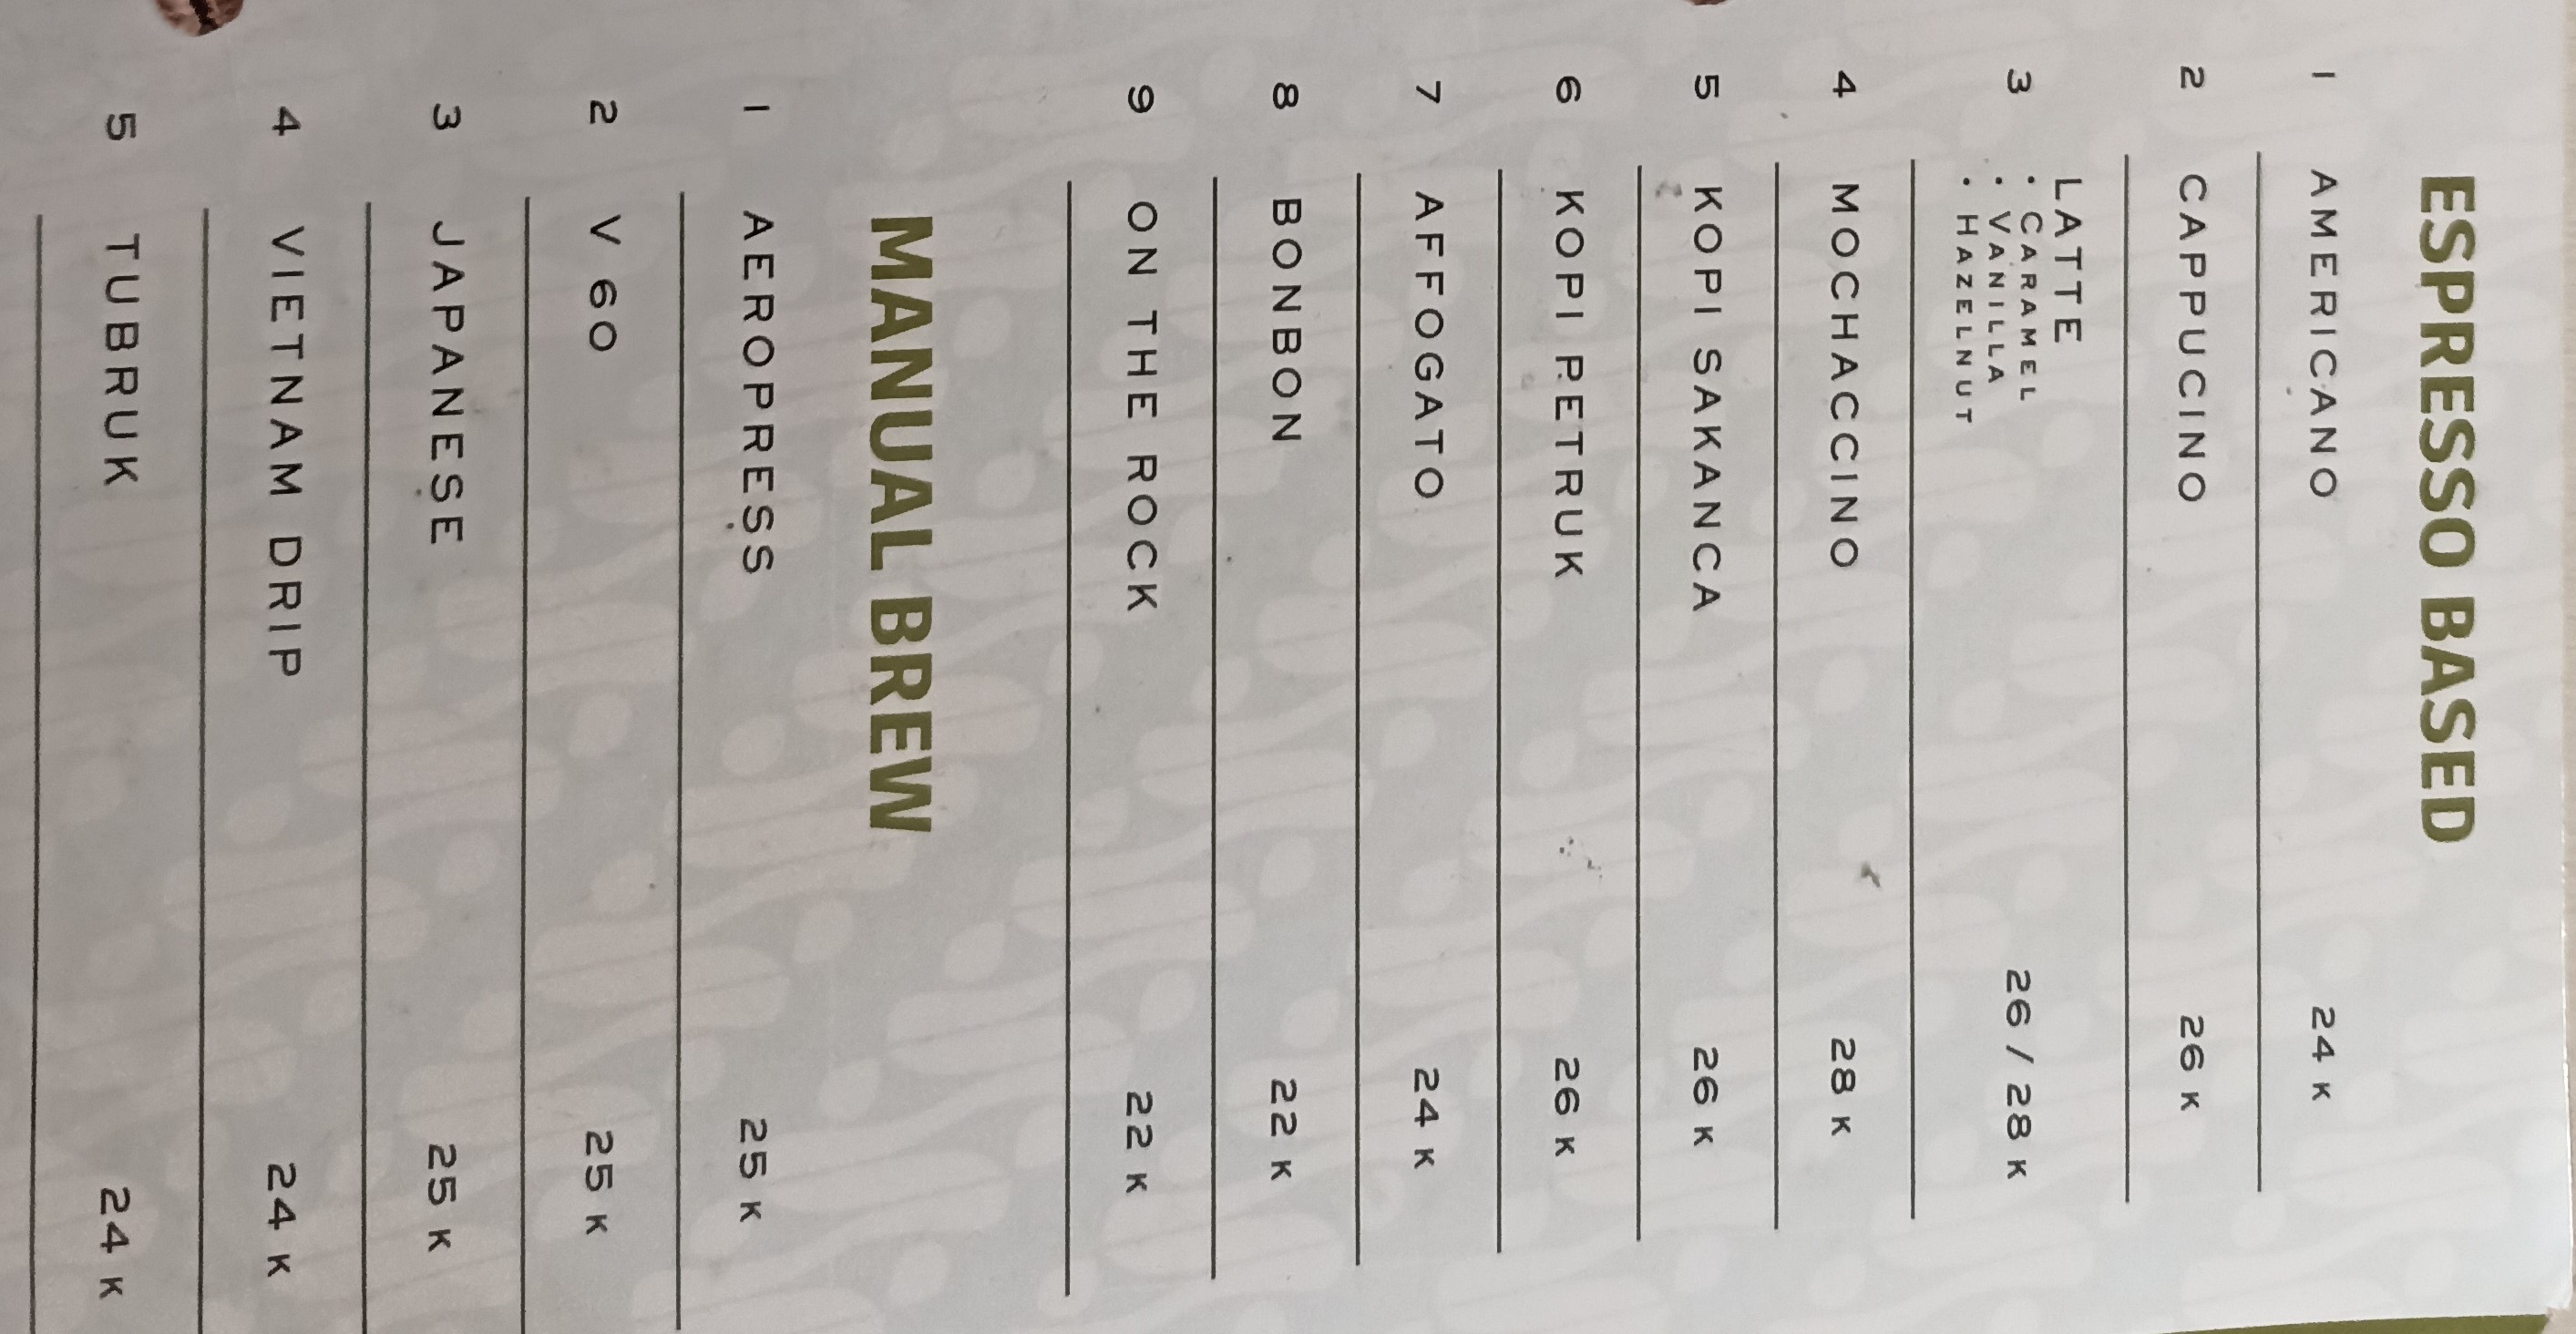 ESPRESSO BASED
1 AMERICANO 24 K
2 CAPPUCINO 26 K
LATTE
• CARAMEL
3 26 / 28 K
• VANILLA
• HAZELNUT
4 MOCHACCINO 28 K
5 KOPI SAKANCA 26 K
6 KOPI PETRUK 26 K
7 AFFOGATO 24 K
8 BONBON 22 K
9 ON THE ROCK 22 K
MANUAL BREW
1 AEROPRESS 25 K
2 V 60 25 K
3 JAPANESE 25 K
4 VIETNAM DRIP 24 K
5 TUBRUK 24 K